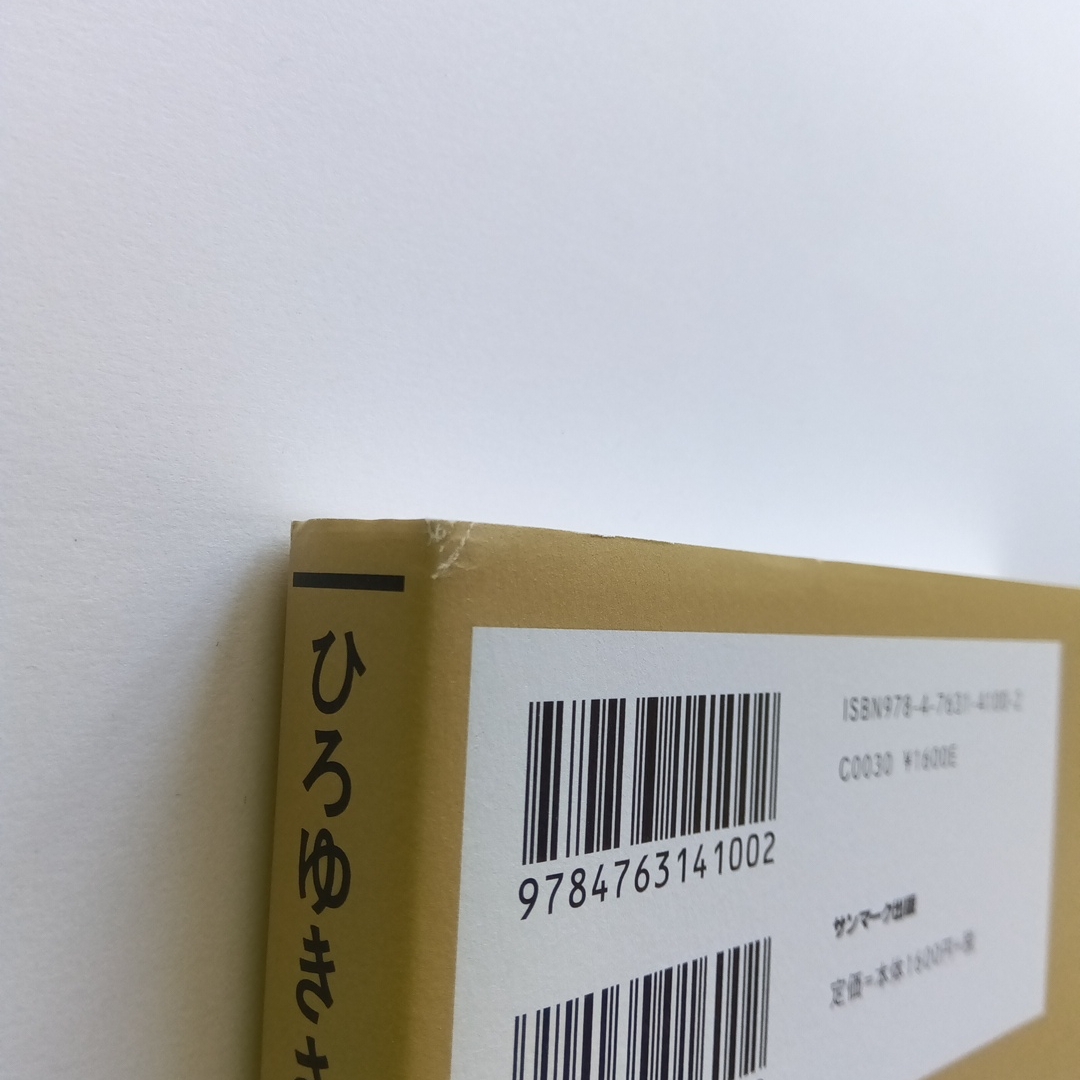 ひろゆきさ
9784763141002
ISBN978-4-7631-4100-2
C0030 ¥1600E
サンマーク出版
定価=本体1600円+税